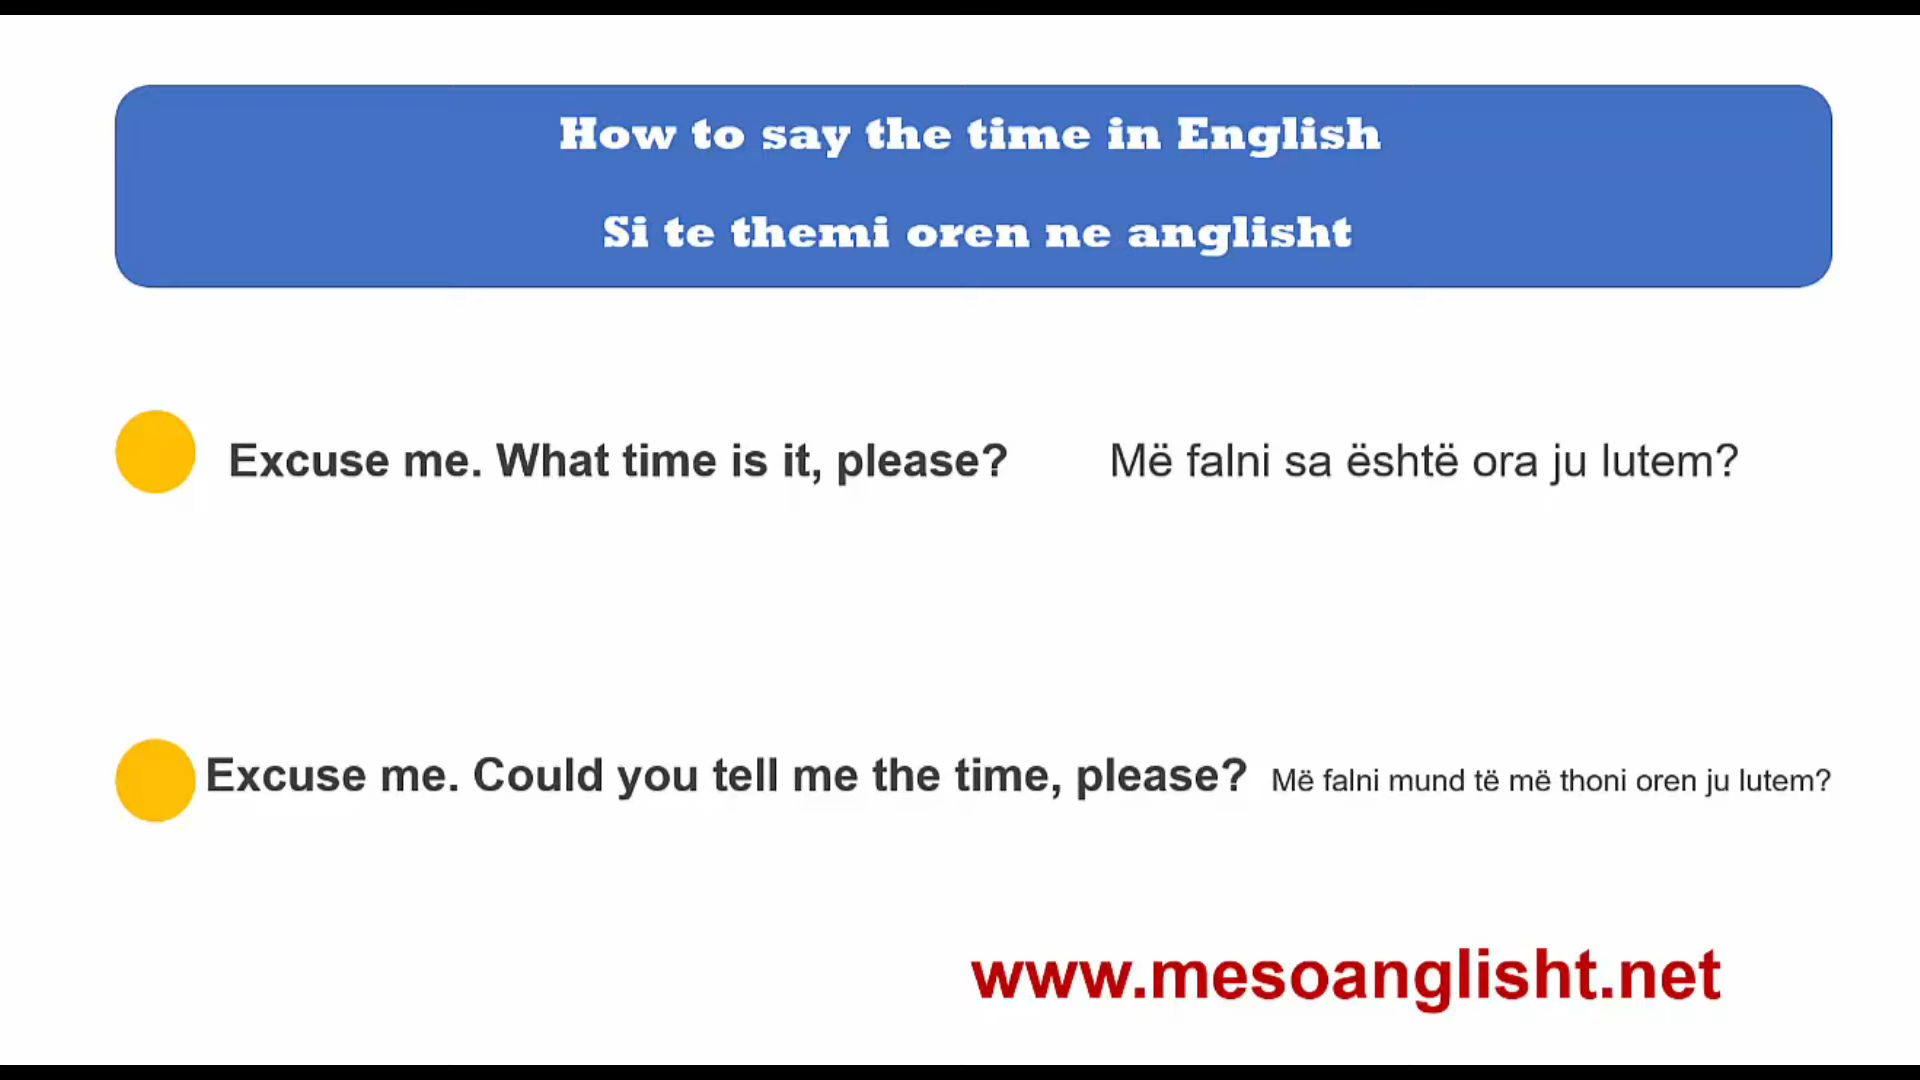 How to say the time in English
Si te themi oren ne anglisht
Excuse me. What time is it, please? Më falni sa është ora ju lutem?
Excuse me. Could you tell me the time, please? Më falni mund të më thoni oren ju lutem?
www.mesoanglisht.net